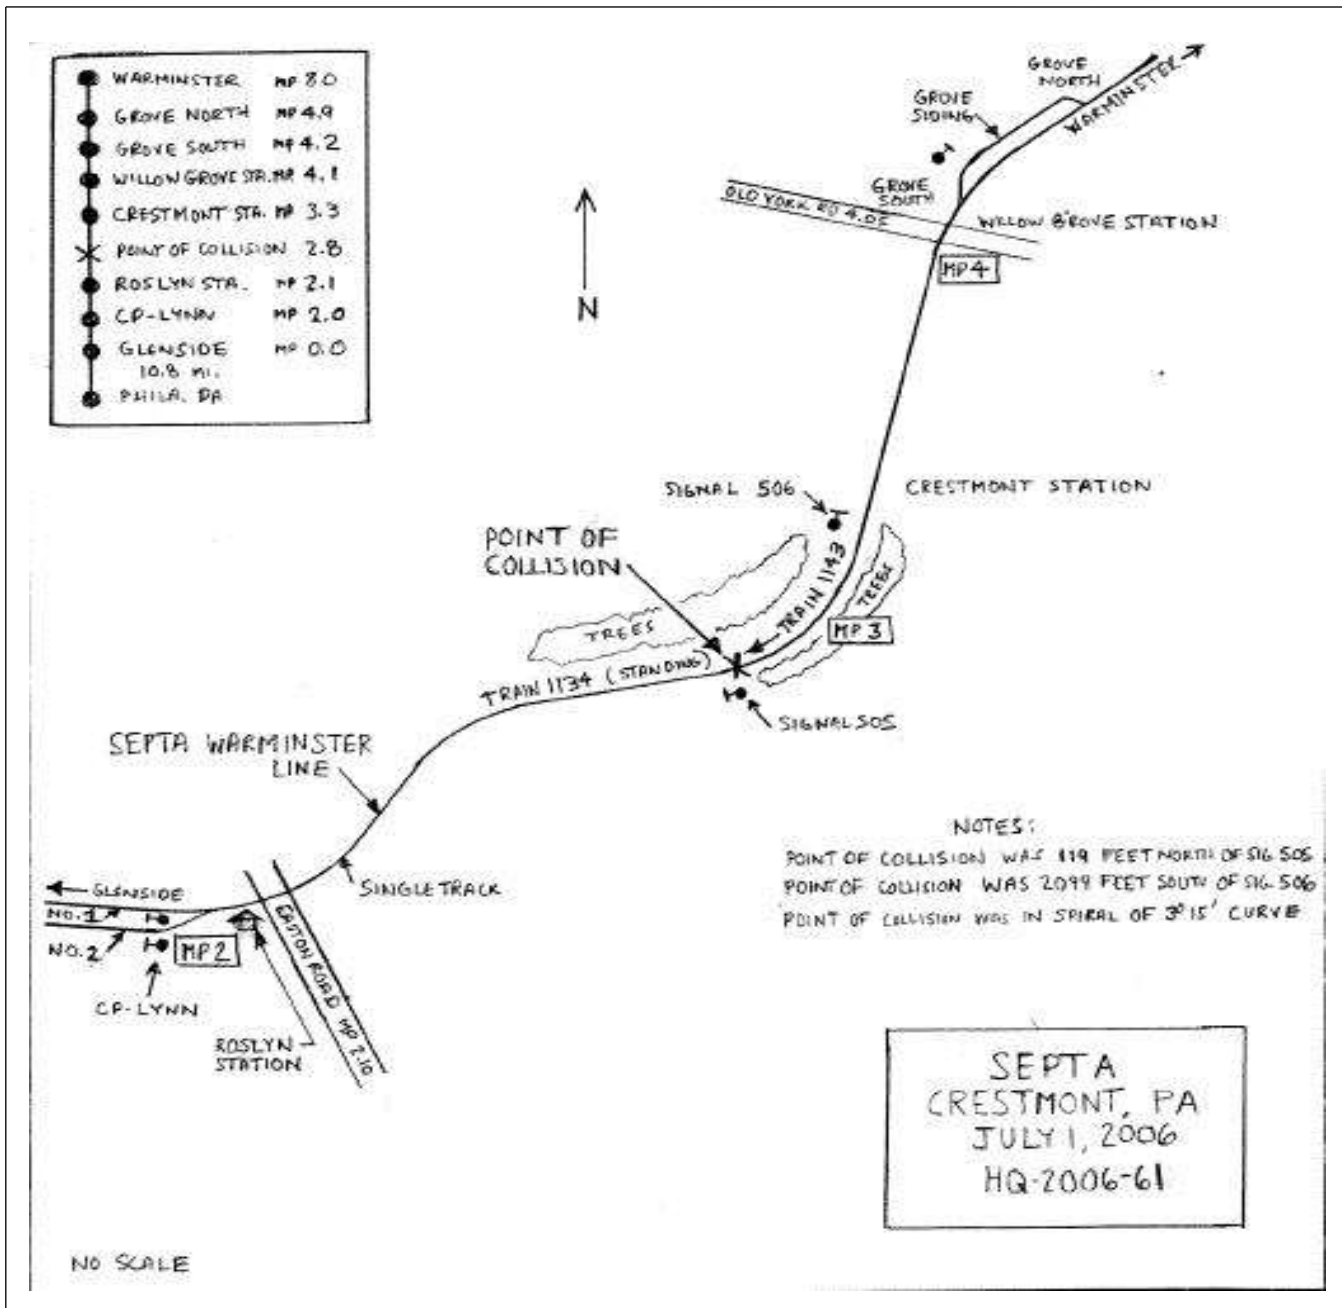 WARMINSTER MP 8.0
GROVE NORTH MP 4.9
GROVE SOUTH MP 4.2
WILLOW GROVE STA. MP 4.1
CRESTMONT STA. MP 3.3
POINT OF COLLISION 2.8
ROSLYN STA. MP 2.1
CP-LYNN MP 2.0
GLENSIDE MP 0.0
10.8 MI.
PHILA. PA
N
GROVE
NORTH
GROVE
SIDING
WARMINSTER
GROVE
SOUTH
OLD YORK RD 4.05
WILLOW GROVE STATION
MP 4
SIGNAL 506
CRESTMONT STATION
POINT OF
COLLISION
TRAIN 1143
TREES
TREES
MP 3
TRAIN 1134 (STANDING)
SIGNAL 505
SEPTA WARMINSTER
LINE
SINGLE TRACK
GLENSIDE
NO. 1
NO. 2
MP 2
CP-LYNN
ROSLYN
STATION
EASTON ROAD MP 2.10
NOTES:
POINT OF COLLISION WAS 119 FEET NORTH OF SIG. 505
POINT OF COLLISION WAS 2099 FEET SOUTH OF SIG. 506
POINT OF COLLISION WAS IN SPIRAL OF 3° 15' CURVE
SEPTA
CRESTMONT, PA
JULY 1, 2006
HQ-2006-61
NO SCALE